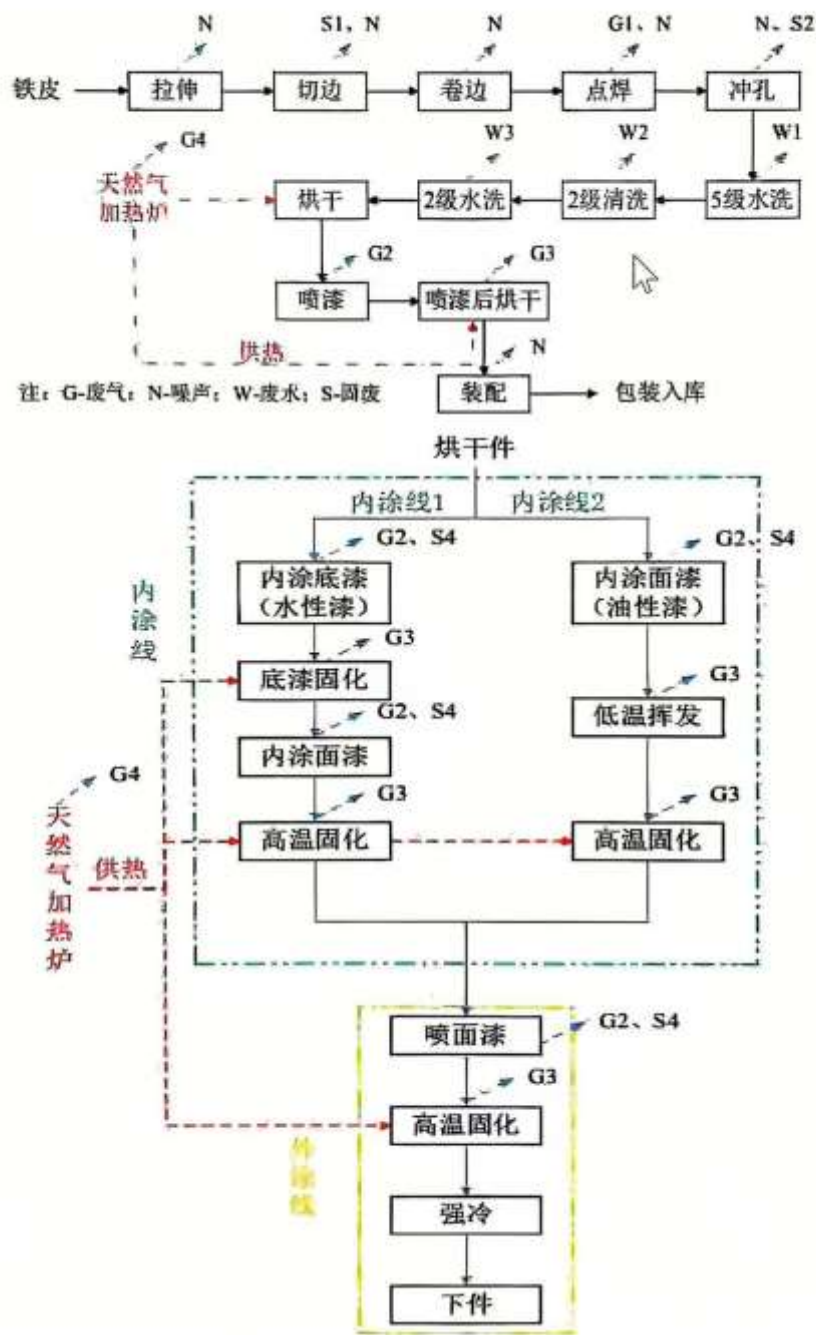 N
S1、N
N
G1、N
N、S2
铁皮
拉伸
切边
卷边
点焊
冲孔
G4
W3
W2
W1
天然气
加热炉
烘干
2级水洗
2级清洗
5级水洗
G2
G3
喷漆
喷漆后烘干
供热
N
注：G-废气；N-噪声；W-废水；S-固废
装配
包装入库
烘干件
内涂线1
内涂线2
G2、S4
G2、S4
内涂底漆
（水性漆）
内涂面漆
（油性漆）
内涂线
G3
底漆固化
G3
低温挥发
G2、S4
内涂面漆
G4
G3
G3
天然气加热炉
供热
高温固化
高温固化
喷面漆
G2、S4
G3
高温固化
外涂线
强冷
下件